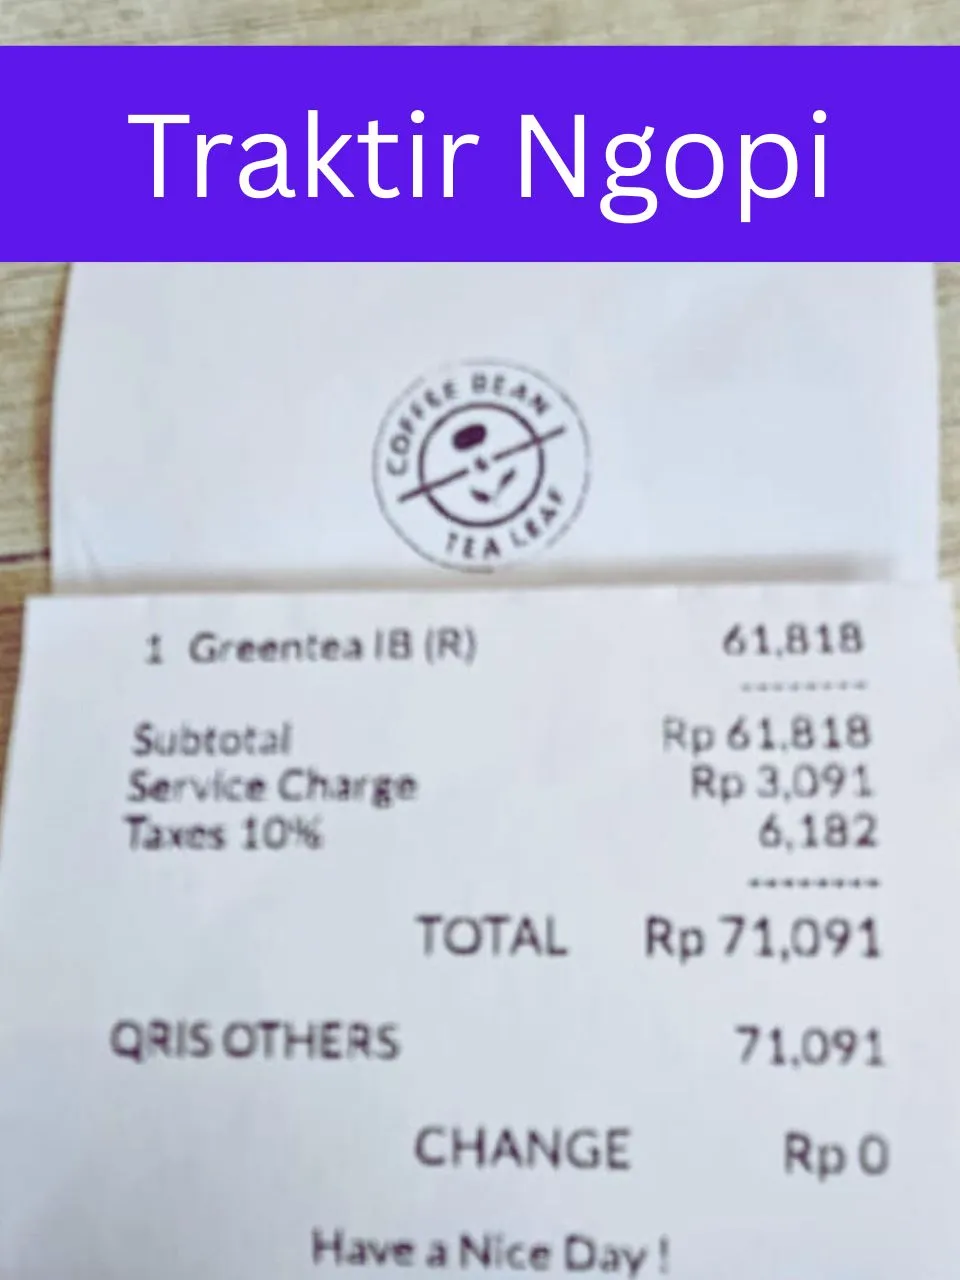 Traktir Ngopi
COFFEE BEAN
TEA LEAF
1 Greentea IB (R) 61,818
--------
Subtotal Rp 61,818
Service Charge Rp 3,091
Taxes 10% 6,182
--------
TOTAL Rp 71,091
QRIS OTHERS 71,091
CHANGE Rp 0
Have a Nice Day !